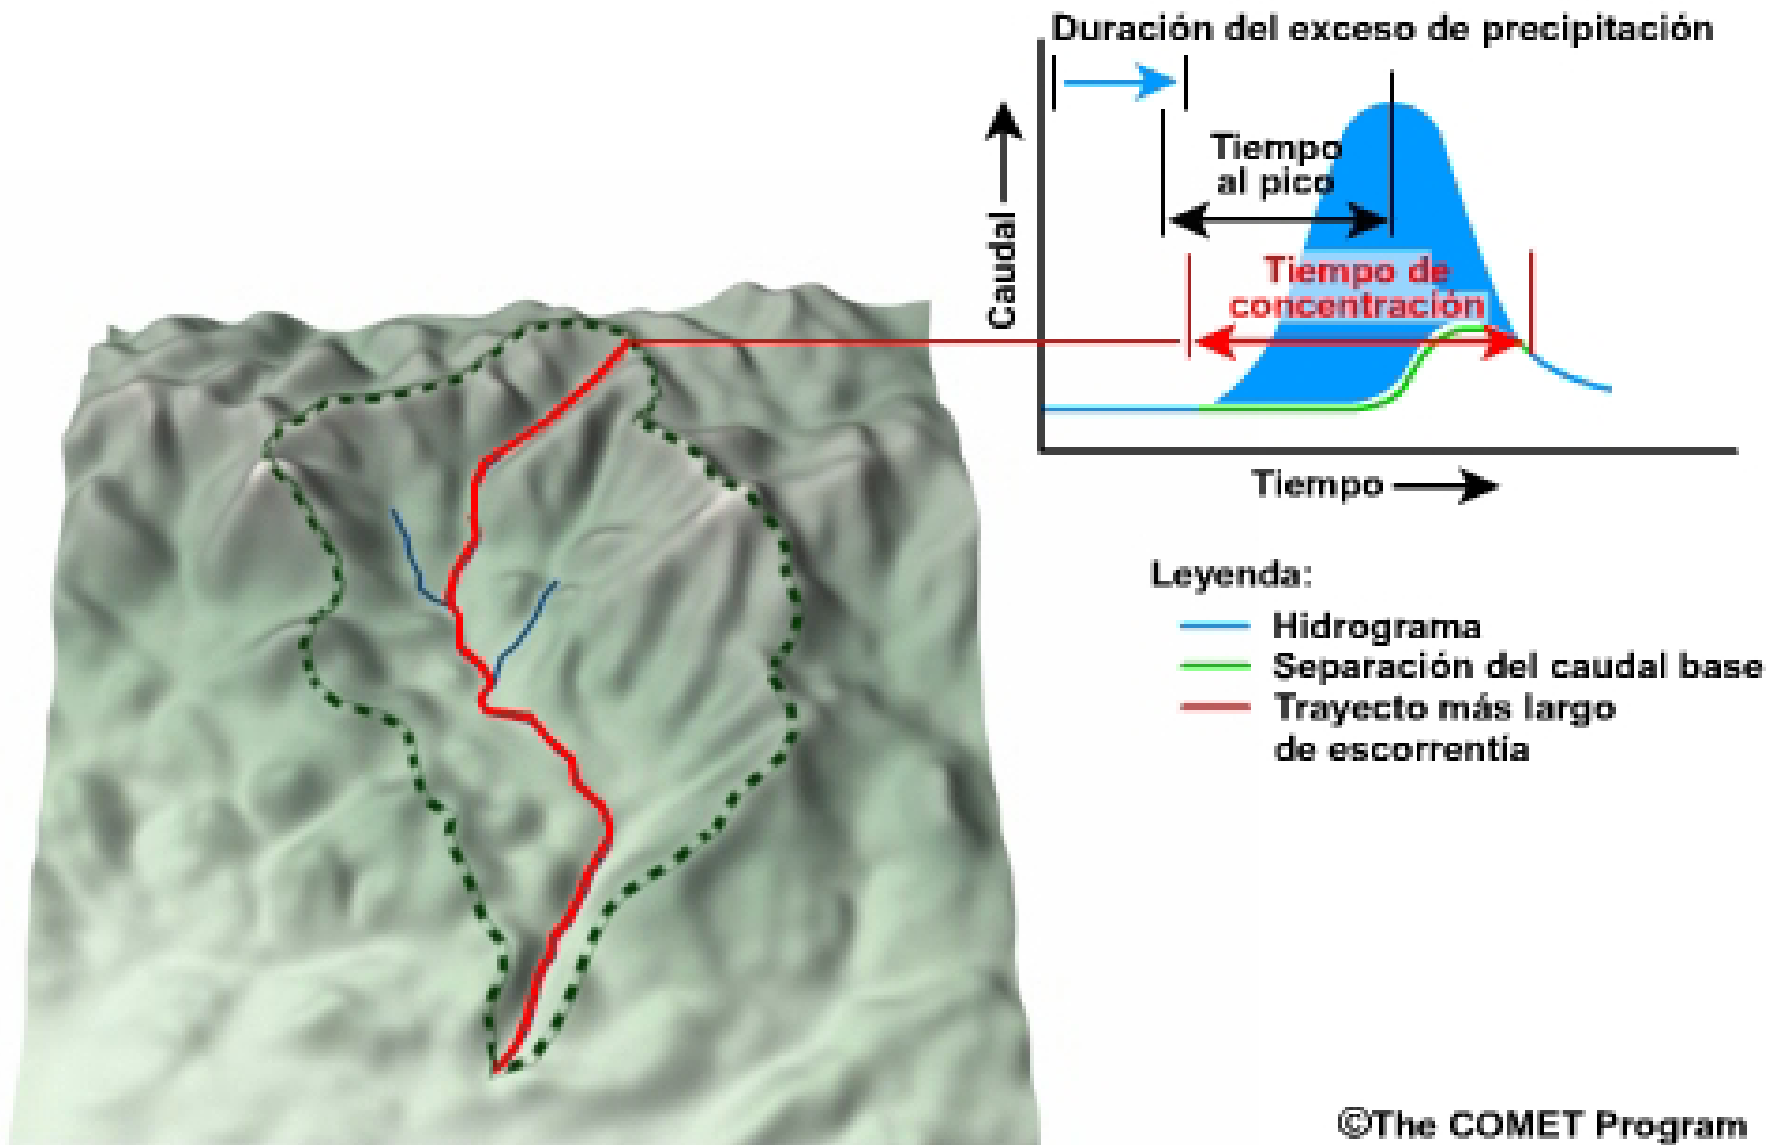 Duración del exceso de precipitación
Tiempo
al pico
Caudal
Tiempo de
concentración
Tiempo
Leyenda:
Hidrograma
Separación del caudal base
Trayecto más largo
de escorrentía
©The COMET Program